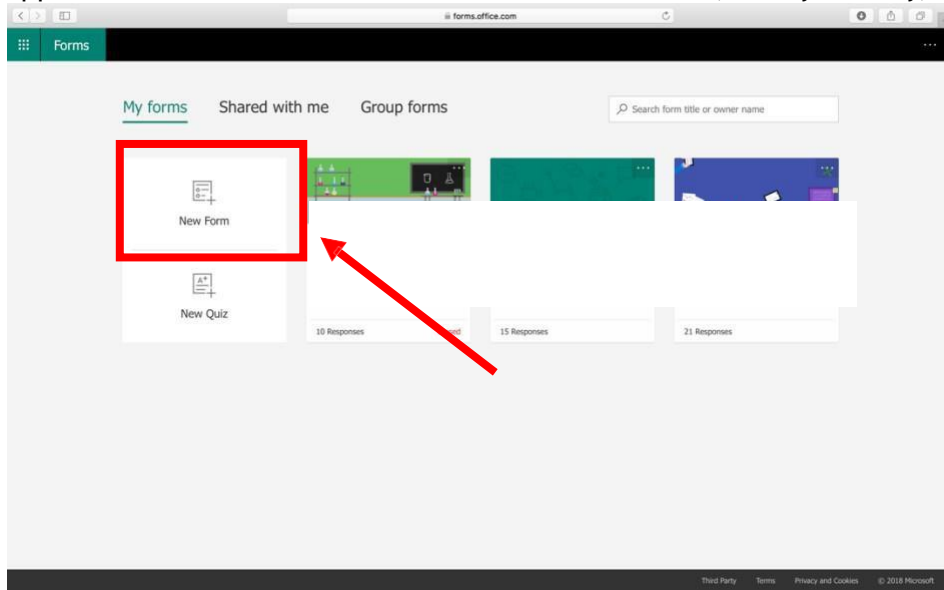 forms.office.com
Forms
My forms Shared with me Group forms
Search form title or owner name
New Form
New Quiz
10 Responses
15 Responses
21 Responses
Third Party Terms Privacy and Cookies © 2018 Microsoft